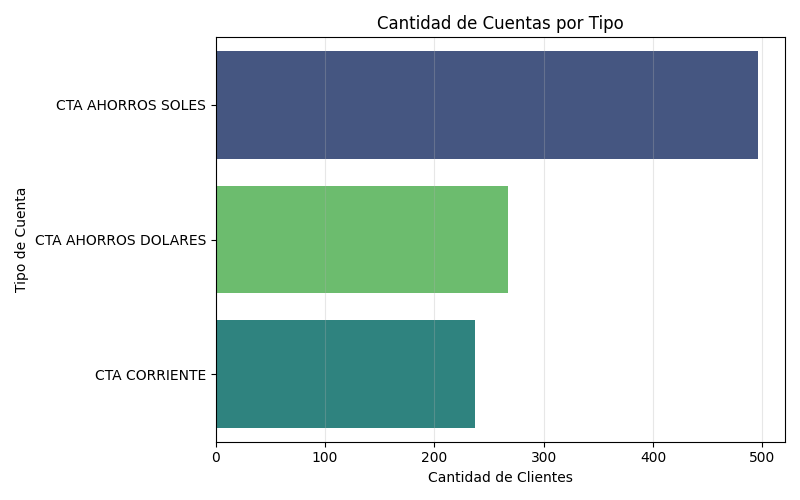 Cantidad de Cuentas por Tipo
Tipo de Cuenta
CTA AHORROS SOLES
CTA AHORROS DOLARES
CTA CORRIENTE
0 100 200 300 400 500
Cantidad de Clientes